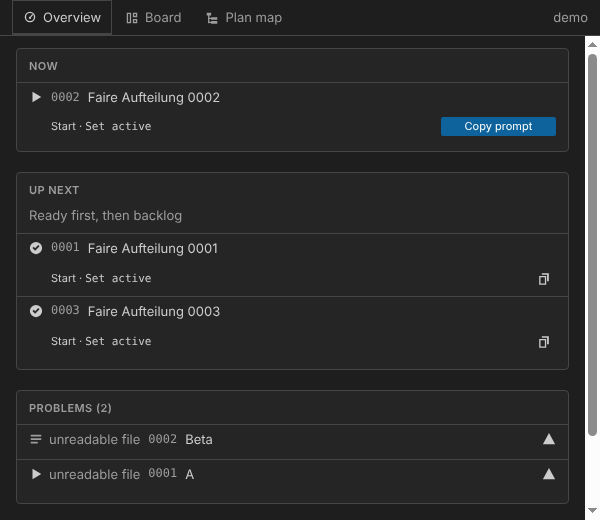 Overview Board Plan map demo
NOW
0002 Faire Aufteilung 0002
Start · Set active Copy prompt
UP NEXT
Ready first, then backlog
0001 Faire Aufteilung 0001
Start · Set active
0003 Faire Aufteilung 0003
Start · Set active
PROBLEMS (2)
unreadable file 0002 Beta
unreadable file 0001 A